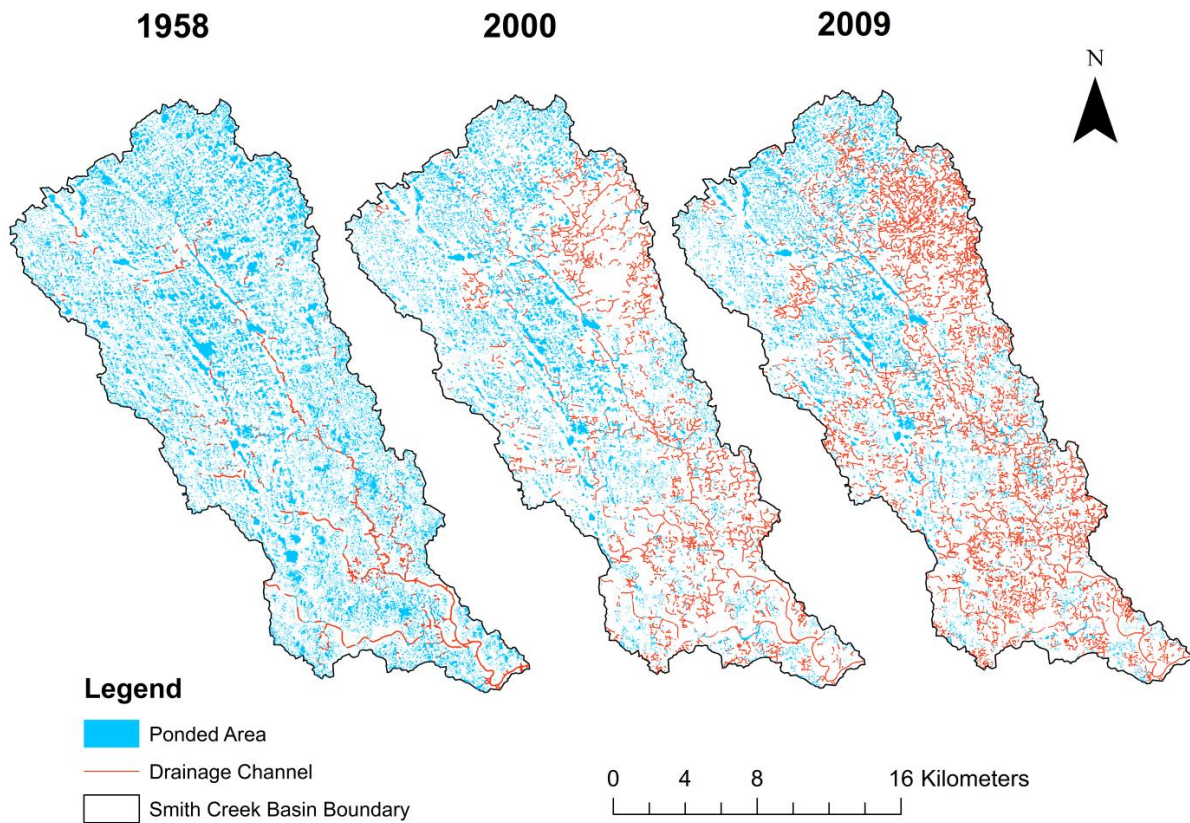 1958 2000 2009
N
Legend
Ponded Area
Drainage Channel
Smith Creek Basin Boundary
0 4 8 16 Kilometers